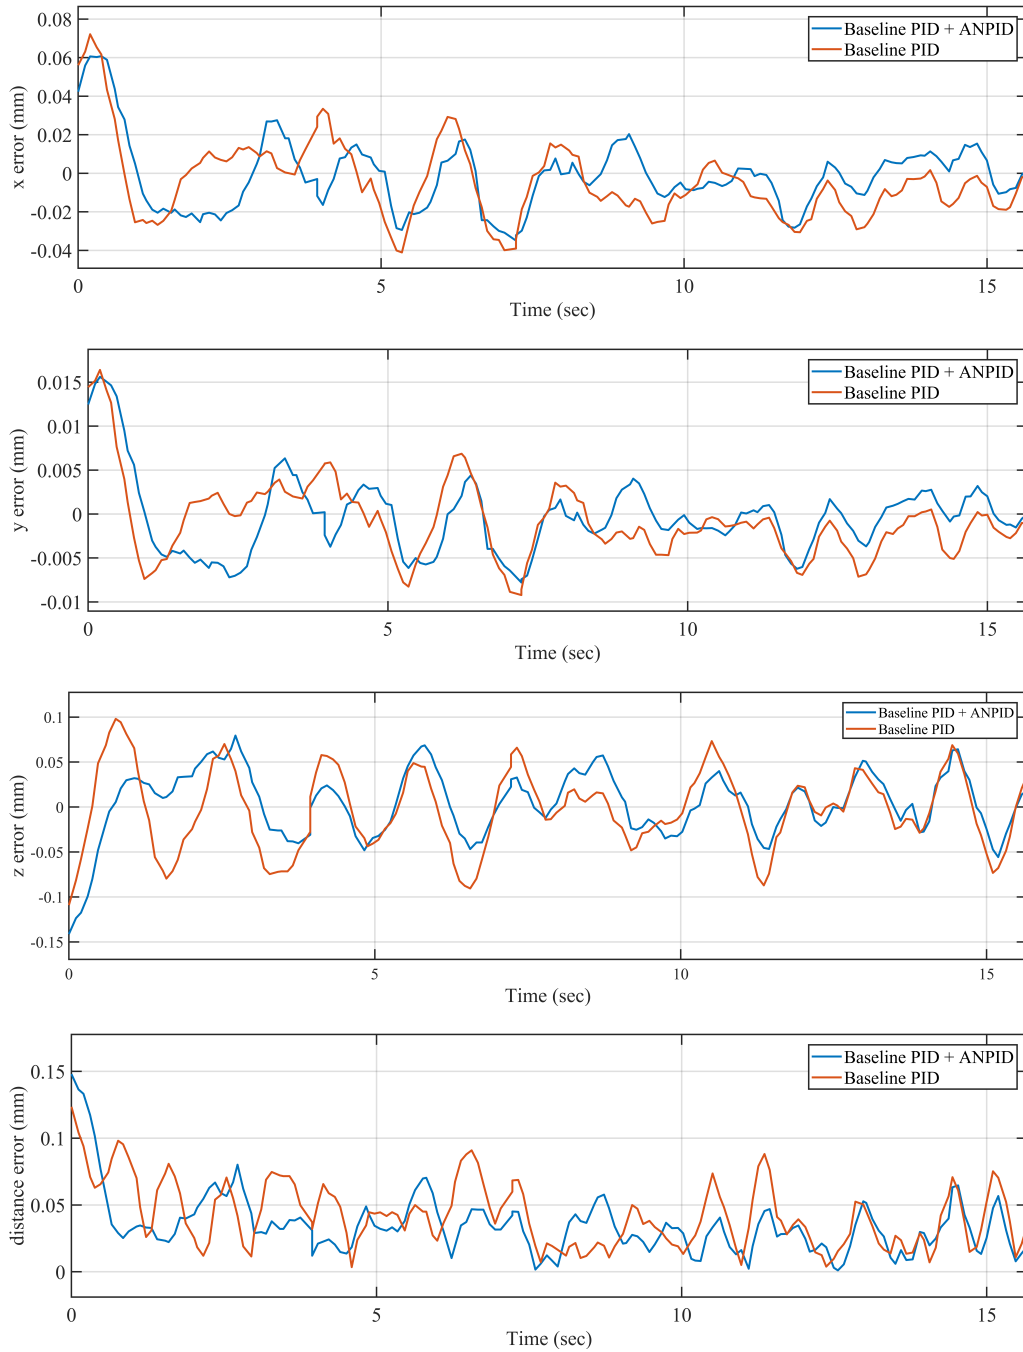 0.08
0.06
0.04
0.02
0
-0.02
-0.04
x error (mm)
Baseline PID + ANPID
Baseline PID
0 5 10 15
Time (sec)
0.015
0.01
0.005
0
-0.005
-0.01
y error (mm)
Baseline PID + ANPID
Baseline PID
0 5 10 15
Time (sec)
0.1
0.05
0
-0.05
-0.1
-0.15
z error (mm)
Baseline PID + ANPID
Baseline PID
0 5 10 15
Time (sec)
0.15
0.1
0.05
0
distance error (mm)
Baseline PID + ANPID
Baseline PID
0 5 10 15
Time (sec)